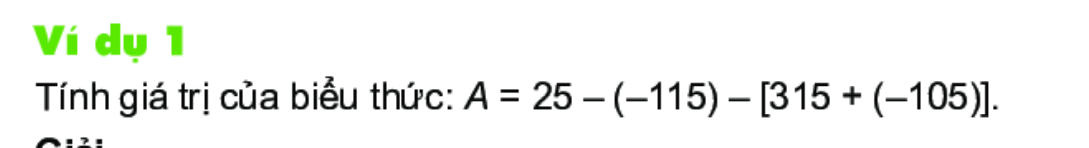 Ví dụ 1
Tính giá trị của biểu thức: A = 25 – (–115) – [315 + (–105)].